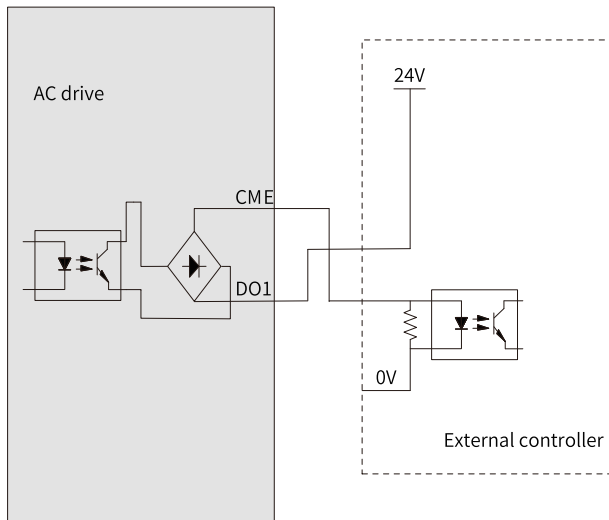 24V
AC drive
CME
DO1
0V
External controller